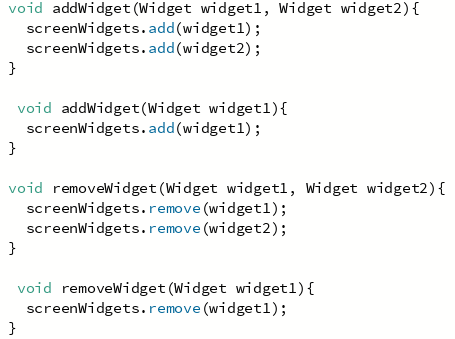 void addWidget(Widget widget1, Widget widget2){
  screenWidgets.add(widget1);
  screenWidgets.add(widget2);
}

 void addWidget(Widget widget1){
  screenWidgets.add(widget1);
}

void removeWidget(Widget widget1, Widget widget2){
  screenWidgets.remove(widget1);
  screenWidgets.remove(widget2);
}

 void removeWidget(Widget widget1){
  screenWidgets.remove(widget1);
}